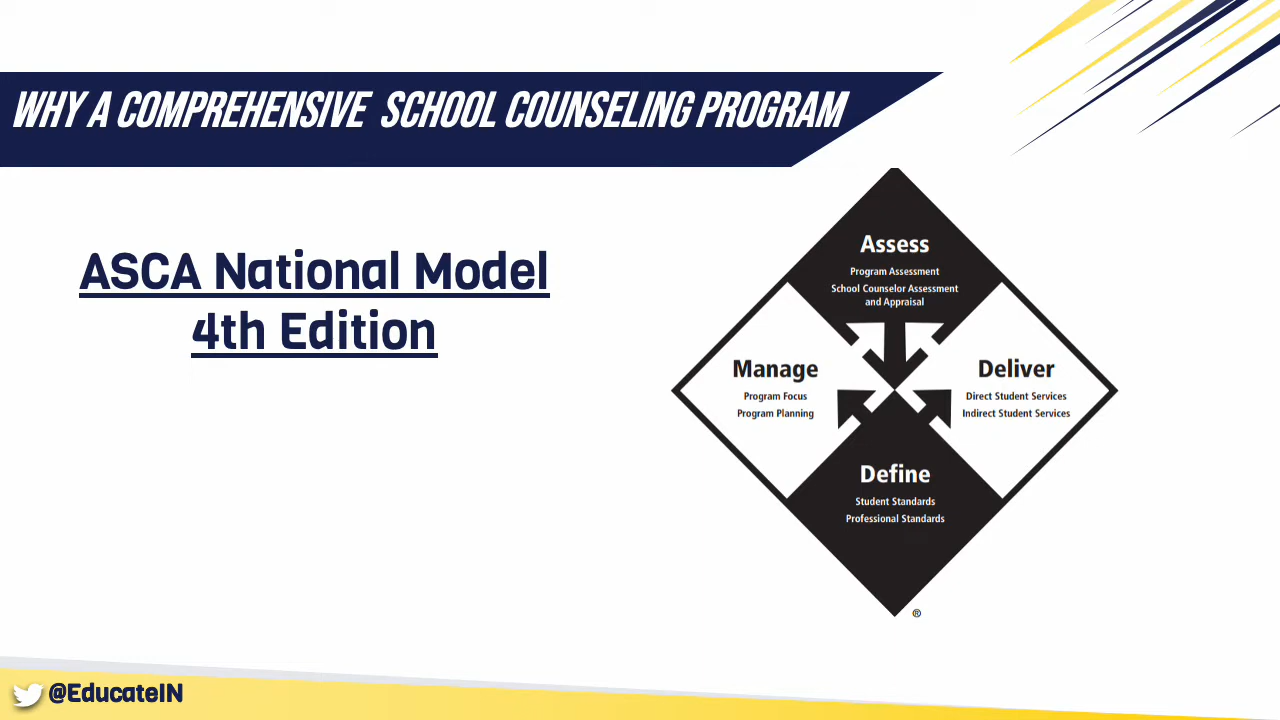 WHY A COMPREHENSIVE SCHOOL COUNSELING PROGRAM
ASCA National Model
4th Edition
Assess
Program Assessment
School Counselor Assessment
and Appraisal
Manage
Program Focus
Program Planning
Deliver
Direct Student Services
Indirect Student Services
Define
Student Standards
Professional Standards
®
@EducateIN